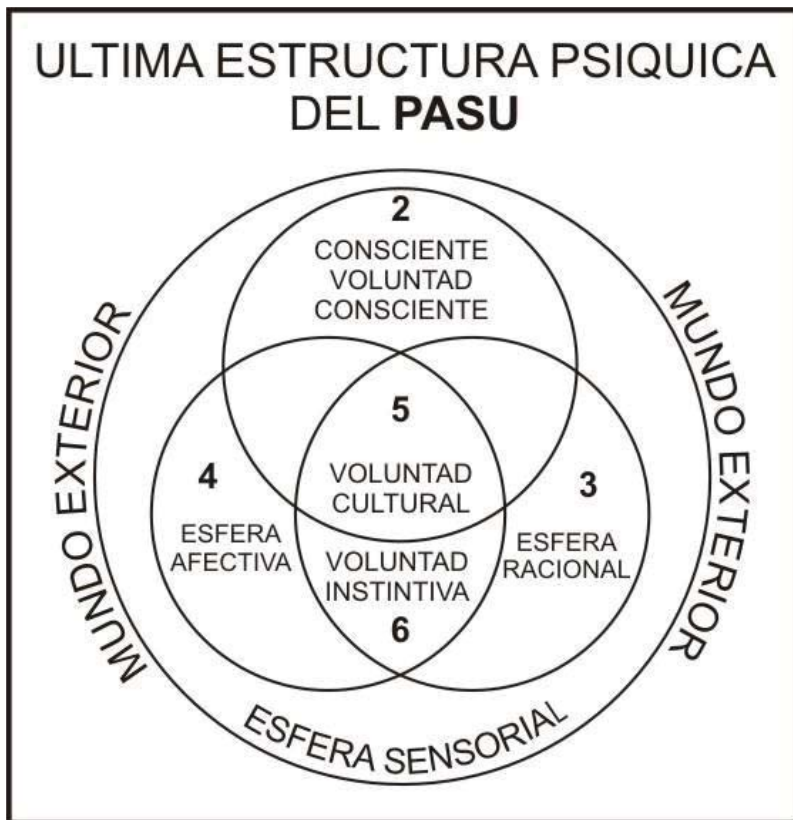 ULTIMA ESTRUCTURA PSIQUICA
DEL PASU
2
CONSCIENTE
VOLUNTAD
CONSCIENTE
MUNDO EXTERIOR
MUNDO EXTERIOR
5
VOLUNTAD
CULTURAL
4
ESFERA
AFECTIVA
3
ESFERA
RACIONAL
VOLUNTAD
INSTINTIVA
6
ESFERA SENSORIAL